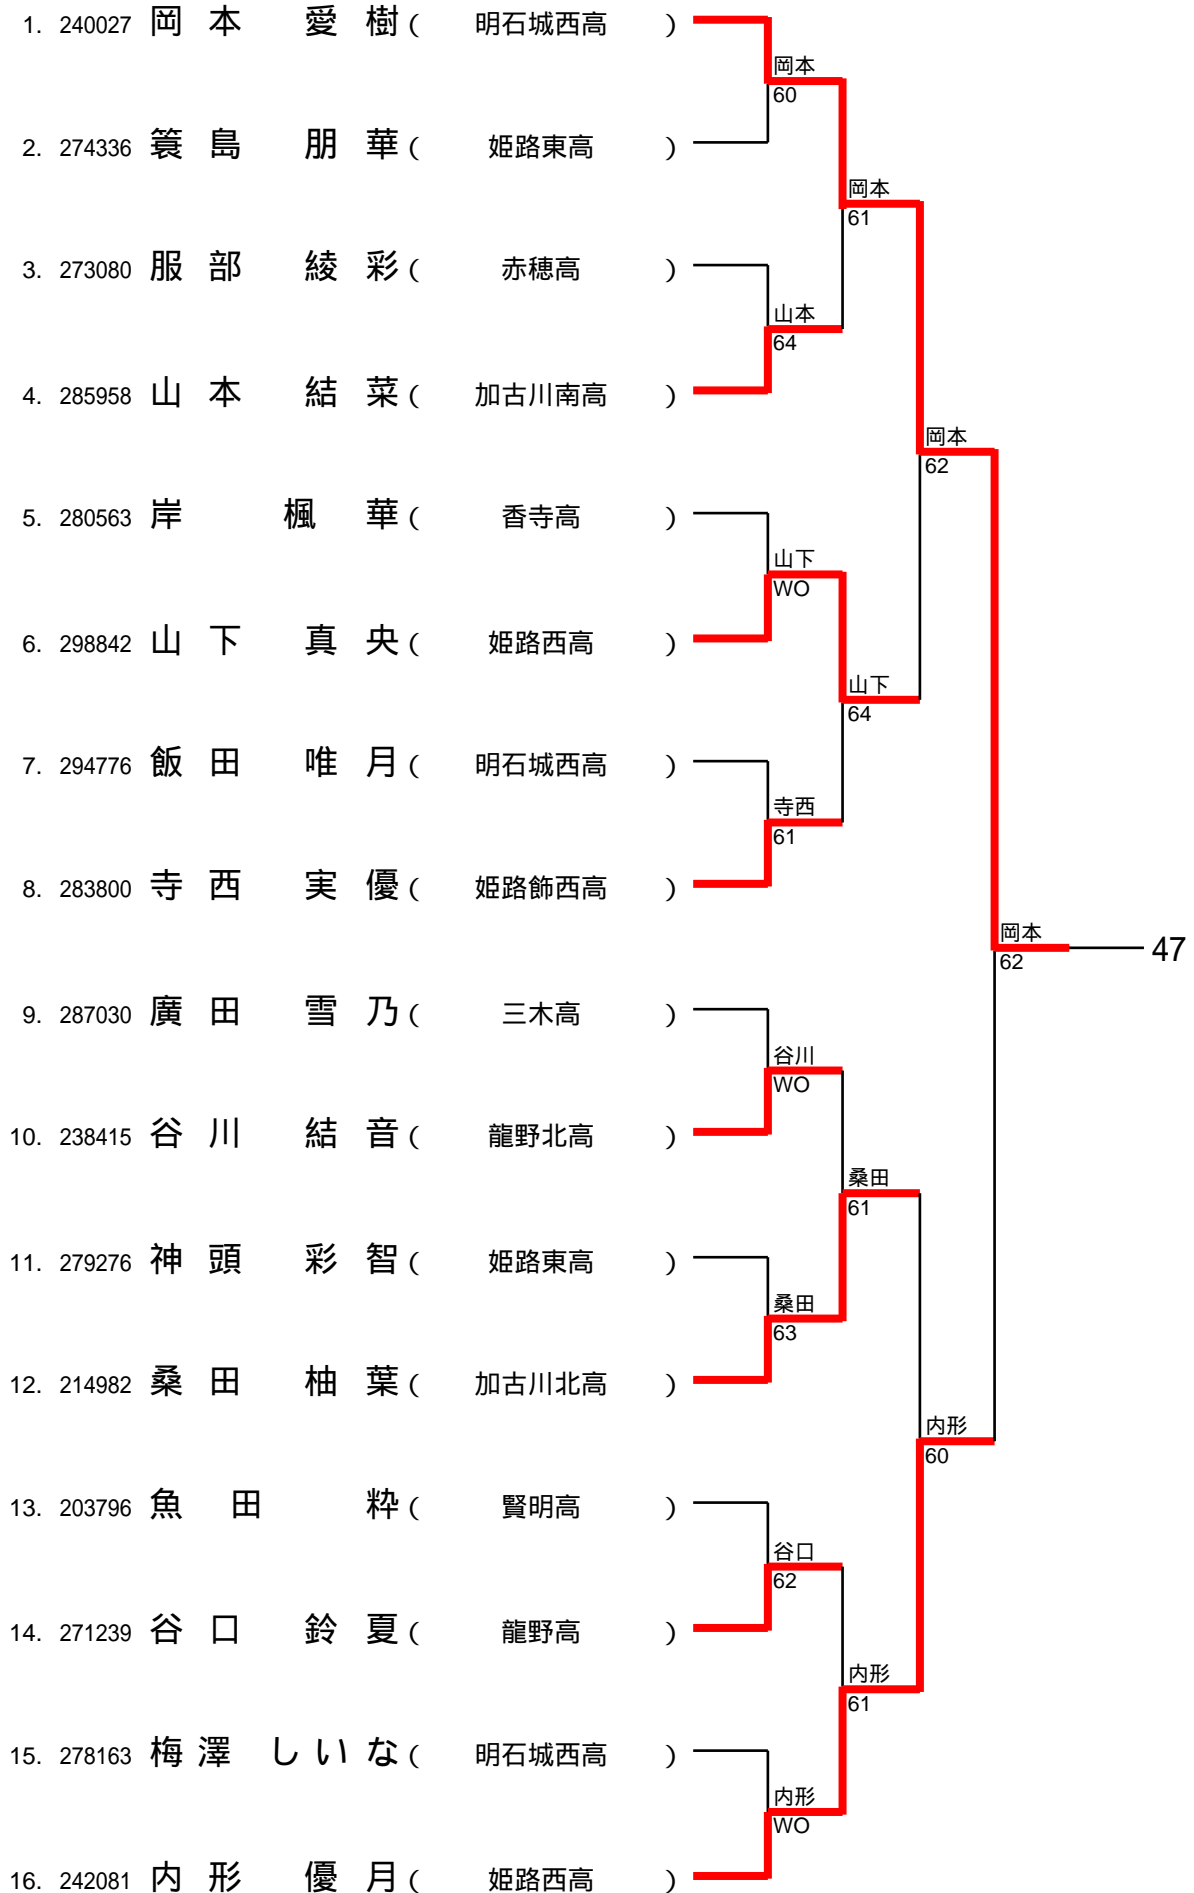 1. 240027 岡本 愛樹 ( 明石城西高 )
岡本
60
2. 274336 簑島 朋華 ( 姫路東高 )
岡本
61
3. 273080 服部 綾彩 ( 赤穂高 )
山本
64
4. 285958 山本 結菜 ( 加古川南高 )
岡本
62
5. 280563 岸 楓華 ( 香寺高 )
山下
WO
6. 298842 山下 真央 ( 姫路西高 )
山下
64
7. 294776 飯田 唯月 ( 明石城西高 )
寺西
61
8. 283800 寺西 実優 ( 姫路飾西高 )
岡本
62
47
9. 287030 廣田 雪乃 ( 三木高 )
谷川
WO
10. 238415 谷川 結音 ( 龍野北高 )
桑田
61
11. 279276 神頭 彩智 ( 姫路東高 )
桑田
63
12. 214982 桑田 柚葉 ( 加古川北高 )
内形
60
13. 203796 魚田 粋 ( 賢明高 )
谷口
62
14. 271239 谷口 鈴夏 ( 龍野高 )
内形
61
15. 278163 梅澤 しいな ( 明石城西高 )
内形
WO
16. 242081 内形 優月 ( 姫路西高 )